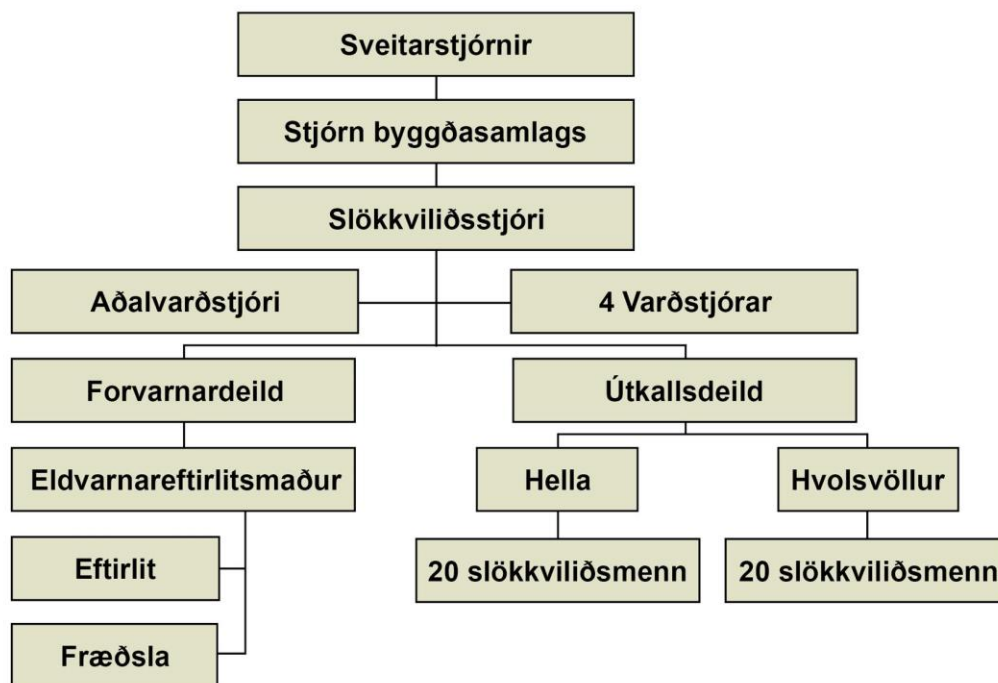 Sveitarstjórnir
Stjórn byggðasamlags
Slökkviliðsstjóri
Aðalvarðstjóri
4 Varðstjórar
Forvarnardeild
Útkallsdeild
Eldvarnareftirlitsmaður
Hella
Hvolsvöllur
Eftirlit
20 slökkviliðsmenn
20 slökkviliðsmenn
Fræðsla